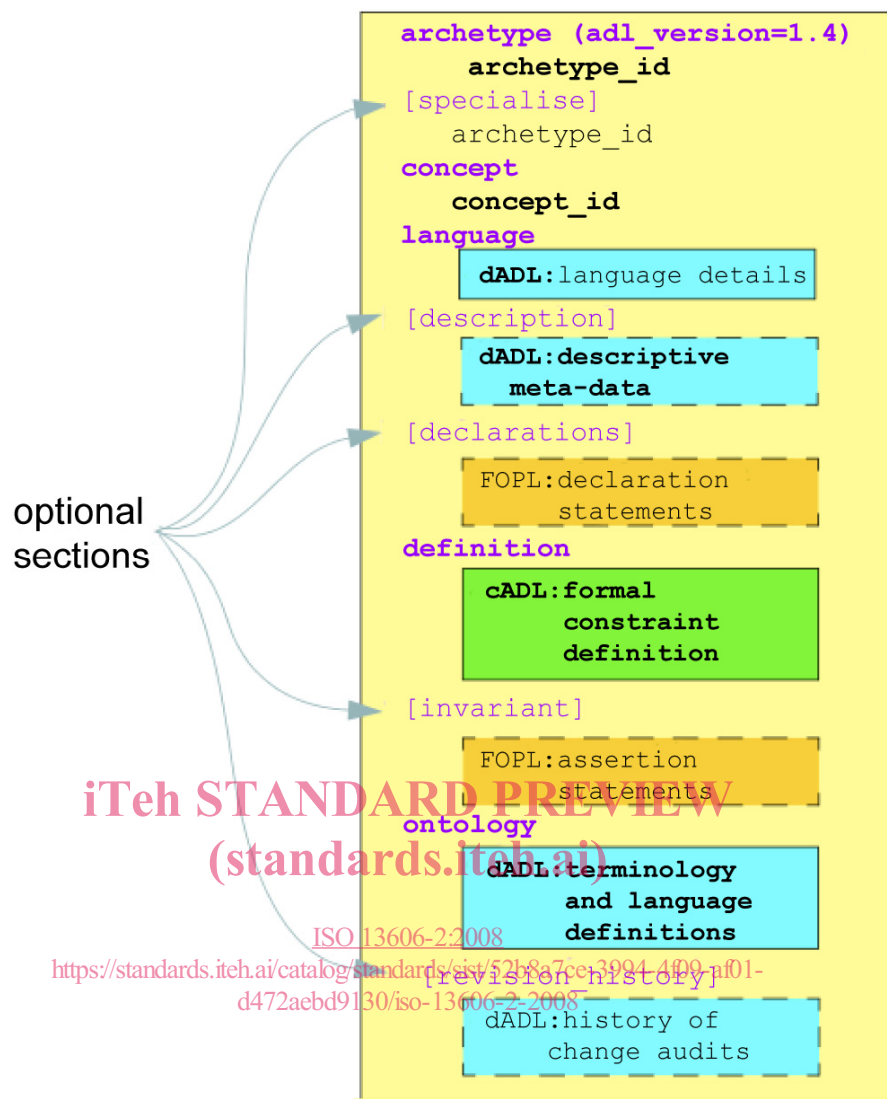 archetype (adl_version=1.4)
archetype_id
[specialise]
archetype_id
concept
concept_id
language
dADL:language details
[description]
dADL:descriptive
meta-data
[declarations]
FOPL:declaration
statements
optional
sections
definition
cADL:formal
constraint
definition
[invariant]
FOPL:assertion
statements
iTeh STANDARD PREVIEW
ontology
(standards.iteh.ai)
dADL:terminology
and language
definitions
ISO 13606-2:2008
https://standards.iteh.ai/catalog/standards/sist/52b8a7ce-3994-4f09-af01-
[revision_history]
d472aebd9130/iso-13606-2-2008
dADL:history of
change audits